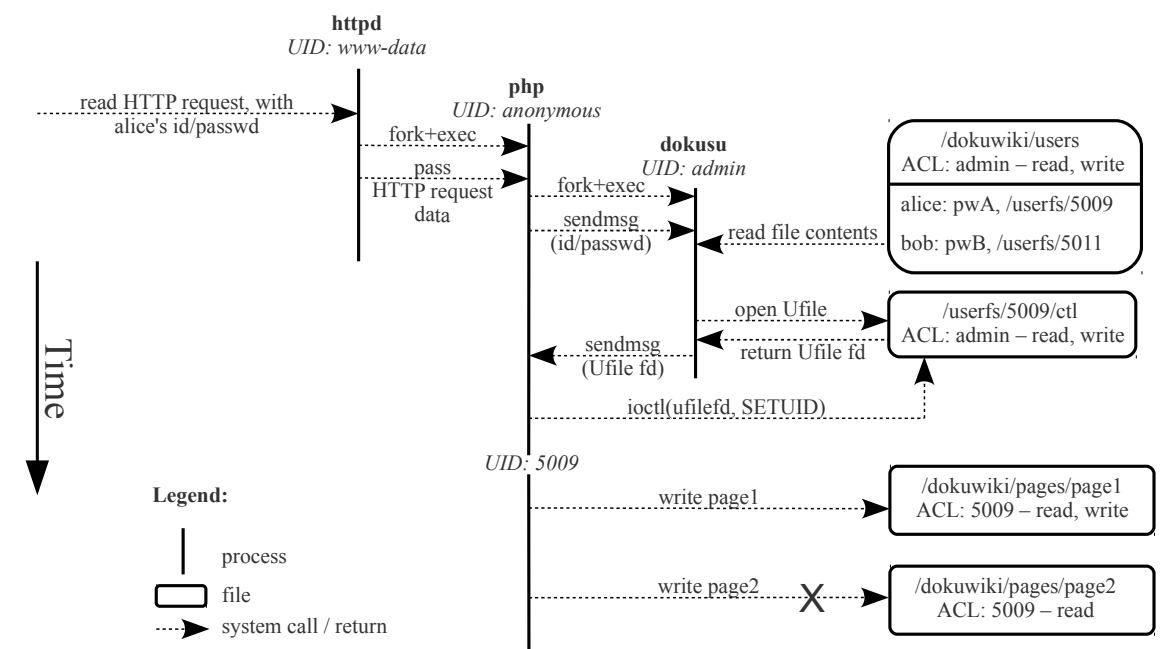 httpd
UID: www-data
php
UID: anonymous
read HTTP request, with
alice's id/passwd
fork+exec
dokusu
UID: admin
/dokuwiki/users
ACL: admin – read, write
pass
HTTP request
data
fork+exec
alice: pwA, /userfs/5009
sendmsg
(id/passwd)
read file contents
bob: pwB, /userfs/5011
open Ufile
/userfs/5009/ctl
ACL: admin – read, write
sendmsg
(Ufile fd)
return Ufile fd
Time
ioctl(ufilefd, SETUID)
UID: 5009
Legend:
write page1
/dokuwiki/pages/page1
ACL: 5009 – read, write
process
file
write page2
X
/dokuwiki/pages/page2
ACL: 5009 – read
system call / return